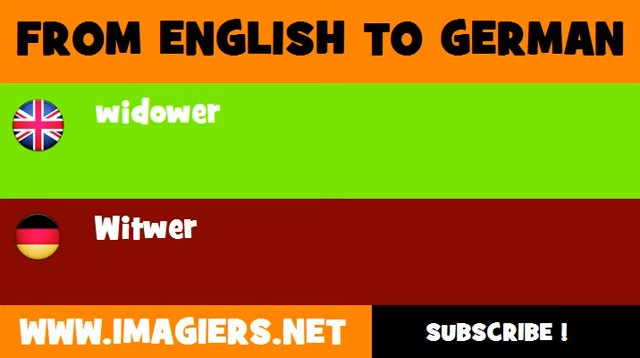 FROM ENGLISH TO GERMAN
widower
Witwer
WWW.IMAGIERS.NET
SUBSCRIBE !